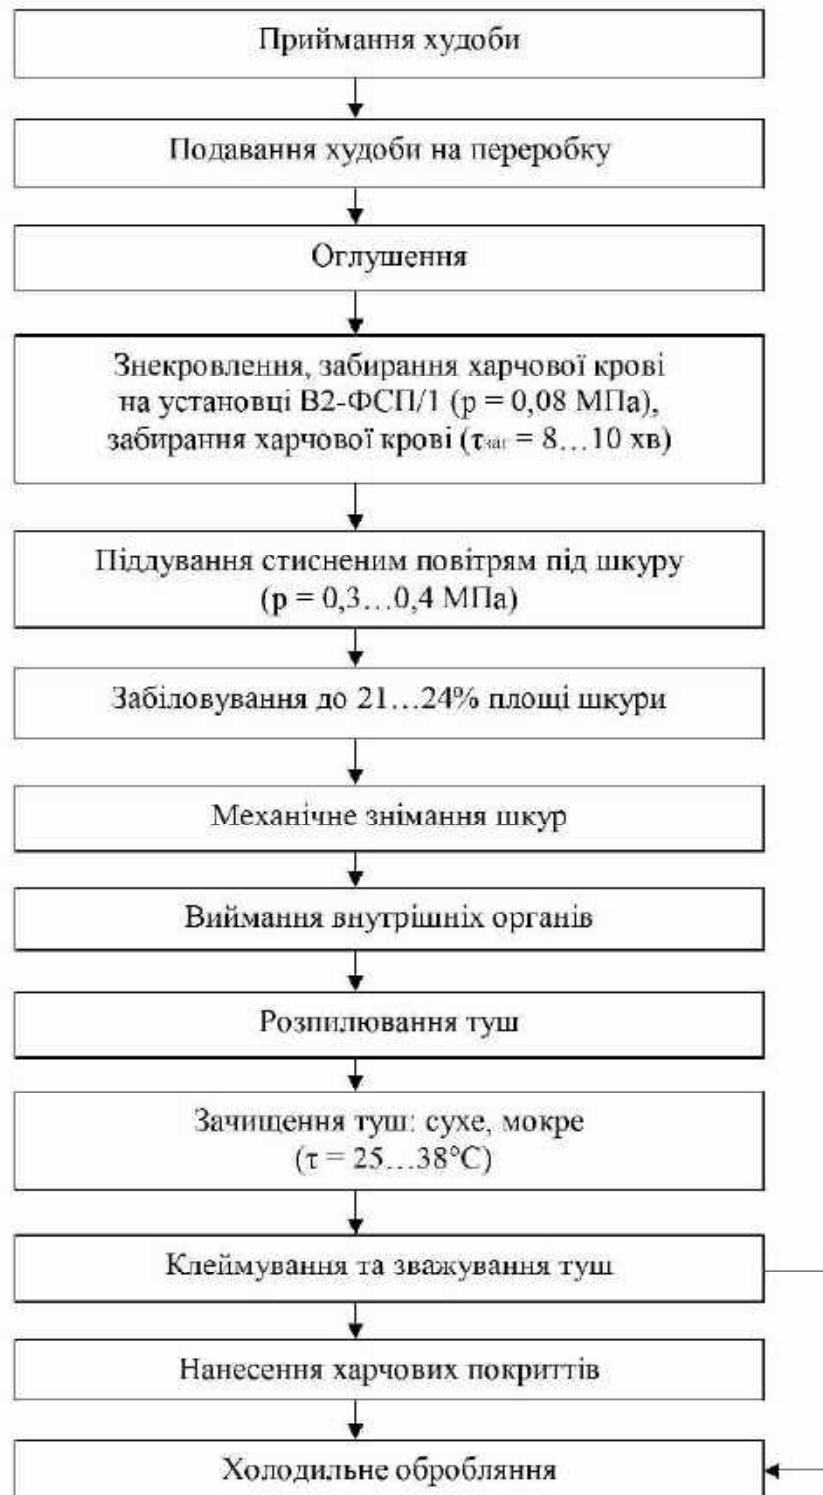 Приймання худоби
Подавання худоби на переробку
Оглушення
Знекровлення, забирання харчової крові
на установці В2-ФСП/1 (р = 0,08 МПа),
забирання харчової крові (τзаг = 8…10 хв)
Піддування стисненим повітрям під шкуру
(р = 0,3…0,4 МПа)
Забіловування до 21…24% площі шкури
Механічне знімання шкур
Виймання внутрішніх органів
Розпилювання туш
Зачищення туш: сухе, мокре
(τ = 25…38°С)
Клеймування та зважування туш
Нанесення харчових покриттів
Холодильне обробляння